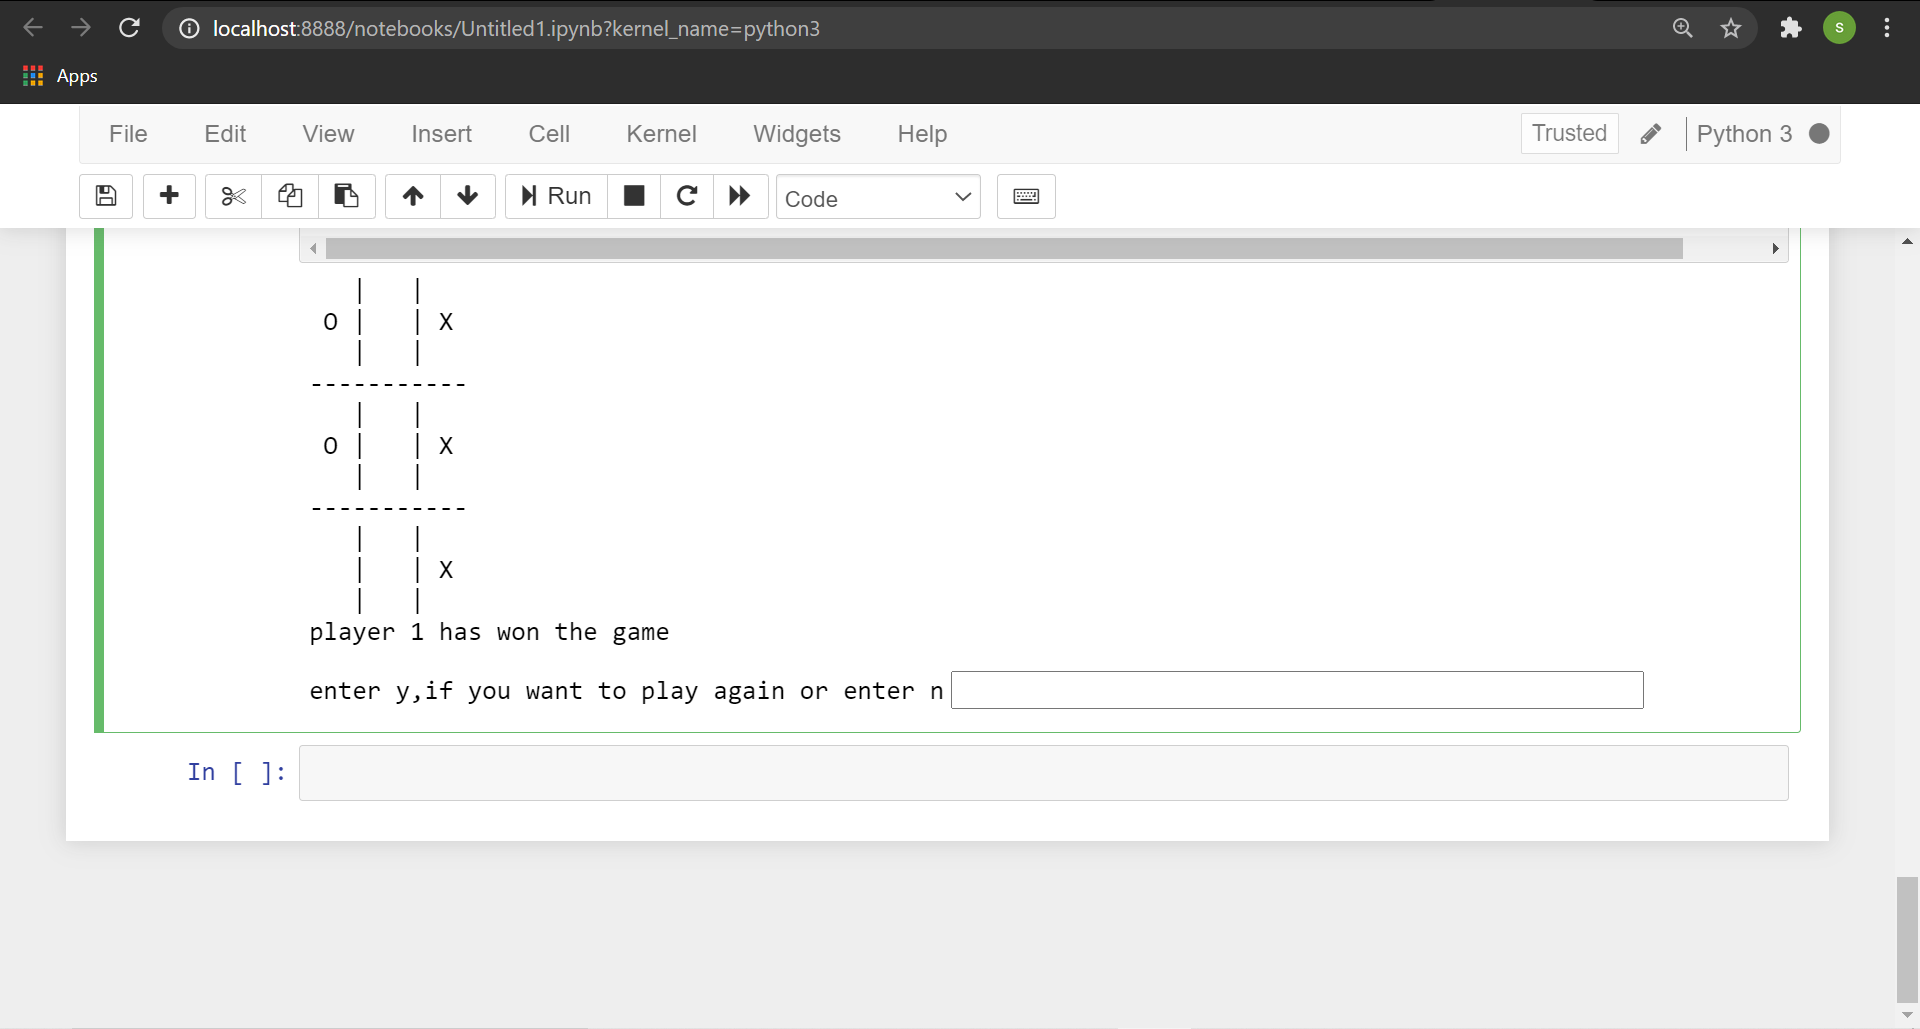 localhost:8888/notebooks/Untitled1.ipynb?kernel_name=python3
S
Apps
File Edit View Insert Cell Kernel Widgets Help Trusted Python 3
Run Code
| |
O | | X
| |
-----------
| |
O | | X
| |
-----------
| |
| | X
| |
player 1 has won the game
enter y,if you want to play again or enter n
In [ ]: